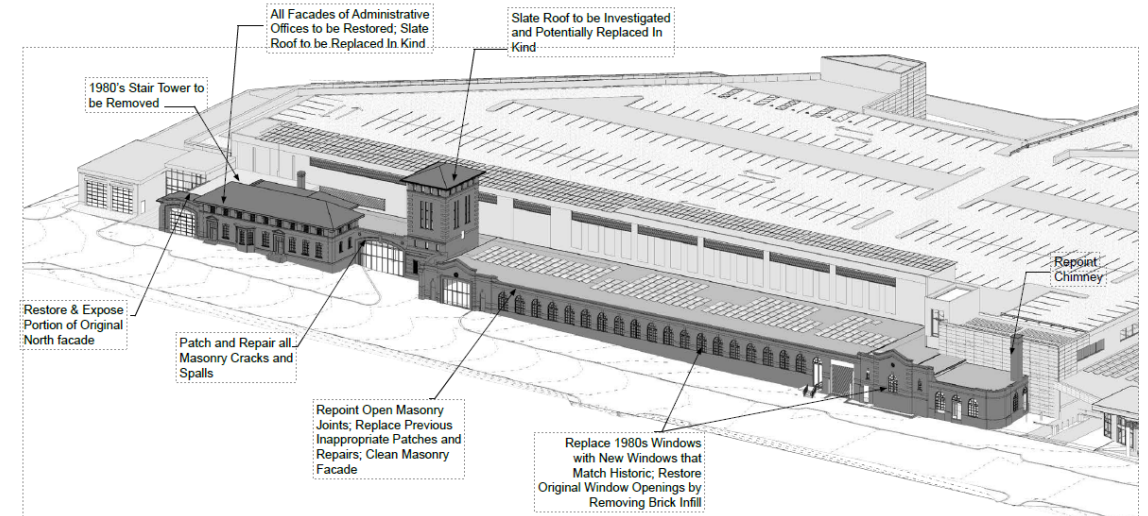 All Facades of Administrative
Offices to be Restored; Slate
Roof to be Replaced In Kind
Slate Roof to be Investigated
and Potentially Replaced In
Kind
1980's Stair Tower to
be Removed
Repoint
Chimney
Restore & Expose
Portion of Original
North facade
Patch and Repair all
Masonry Cracks and
Spalls
Repoint Open Masonry
Joints; Replace Previous
Inappropriate Patches and
Repairs; Clean Masonry
Facade
Replace 1980s Windows
with New Windows that
Match Historic; Restore
Original Window Openings by
Removing Brick Infill